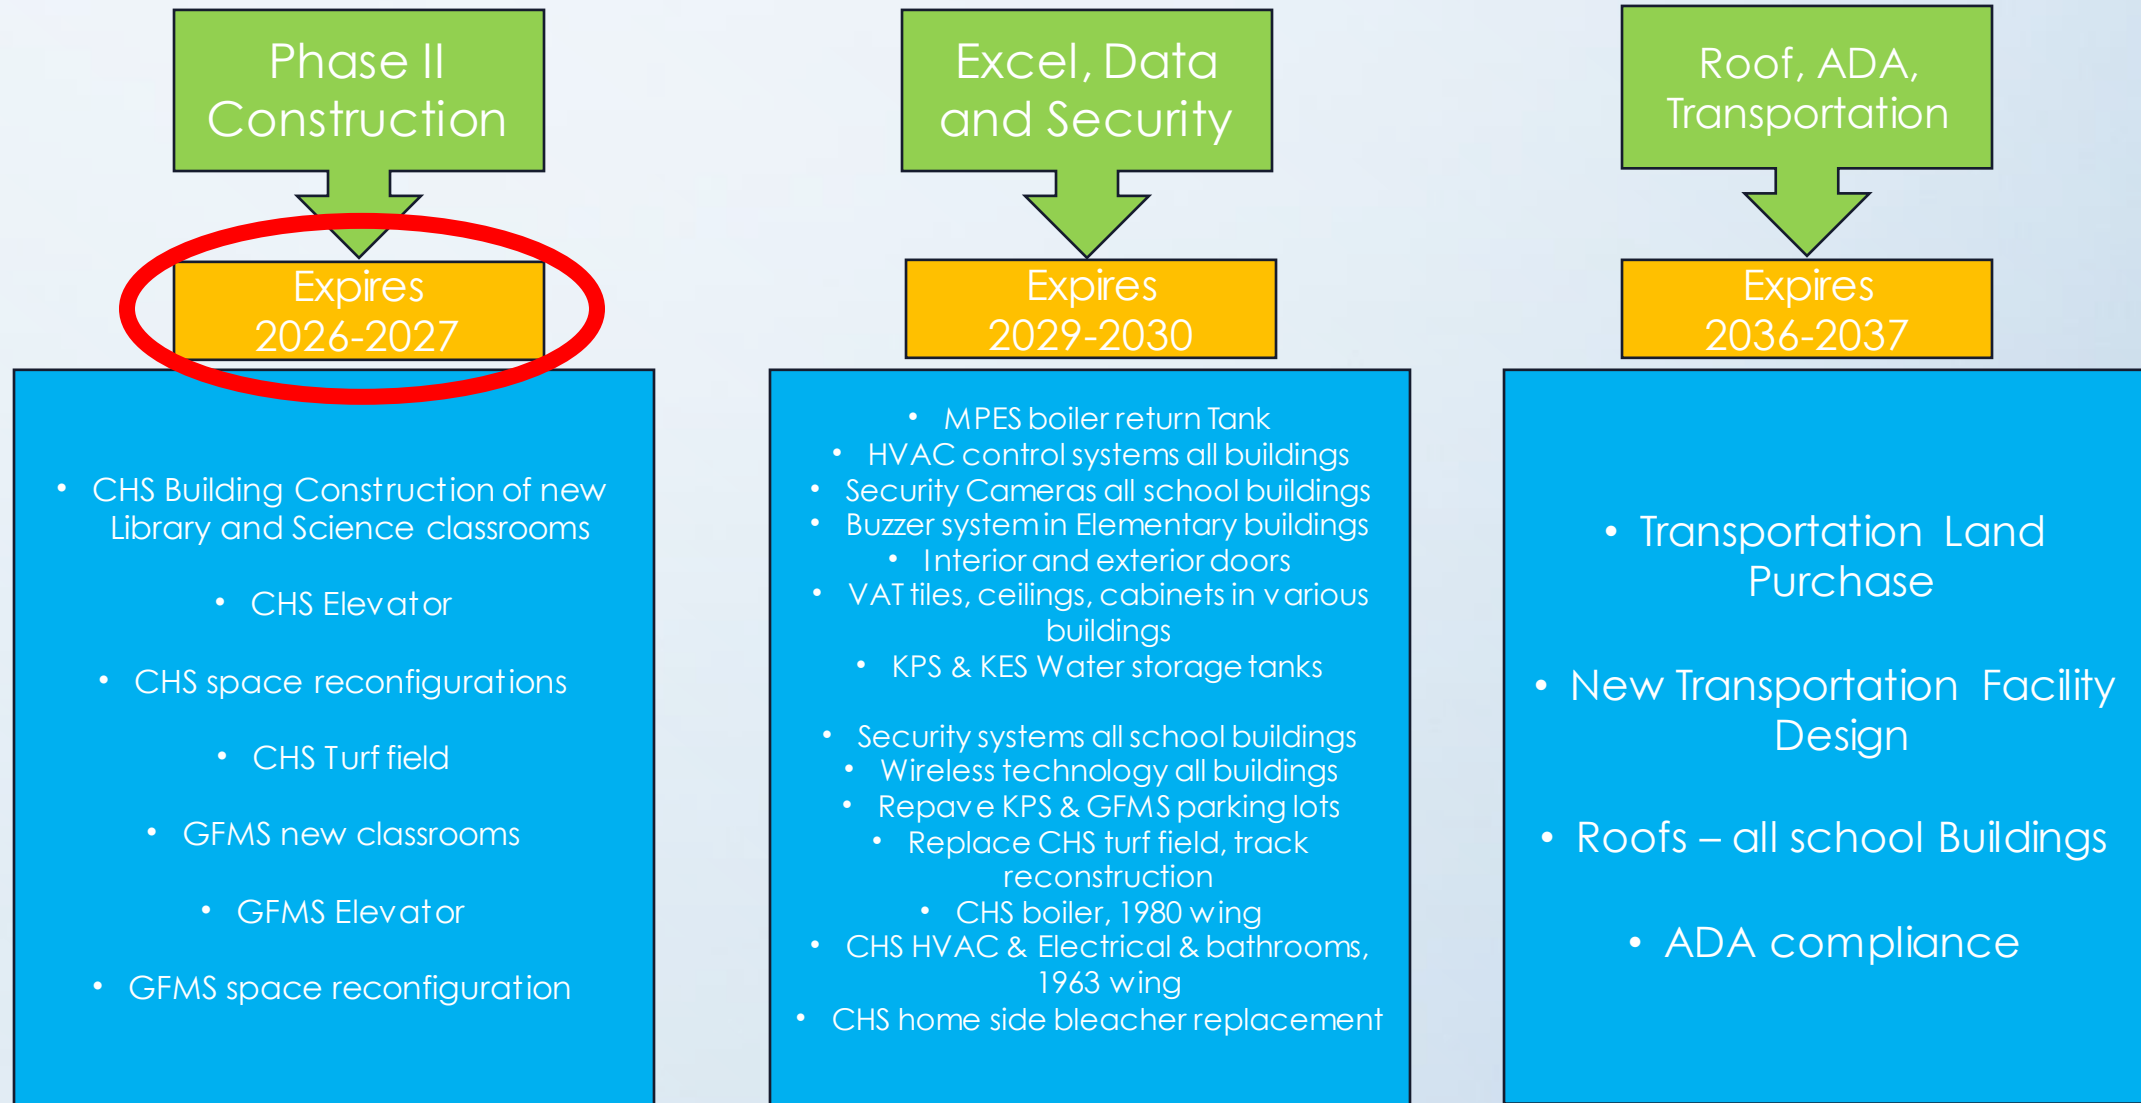 Phase II
Construction
Expires
2026-2027
• CHS Building Construction of new
Library and Science classrooms
• CHS Elevator
• CHS space reconfigurations
• CHS Turf field
• GFMS new classrooms
• GFMS Elevator
• GFMS space reconfiguration
Excel, Data
and Security
Expires
2029-2030
• MPES boiler return Tank
• HVAC control systems all buildings
• Security Cameras all school buildings
• Buzzer system in Elementary buildings
• Interior and exterior doors
• VAT tiles, ceilings, cabinets in various
buildings
• KPS & KES Water storage tanks
• Security systems all school buildings
• Wireless technology all buildings
• Repave KPS & GFMS parking lots
• Replace CHS turf field, track
reconstruction
• CHS boiler, 1980 wing
• CHS HVAC & Electrical & bathrooms,
1963 wing
• CHS home side bleacher replacement
Roof, ADA,
Transportation
Expires
2036-2037
• Transportation Land
Purchase
• New Transportation Facility
Design
• Roofs – all school Buildings
• ADA compliance